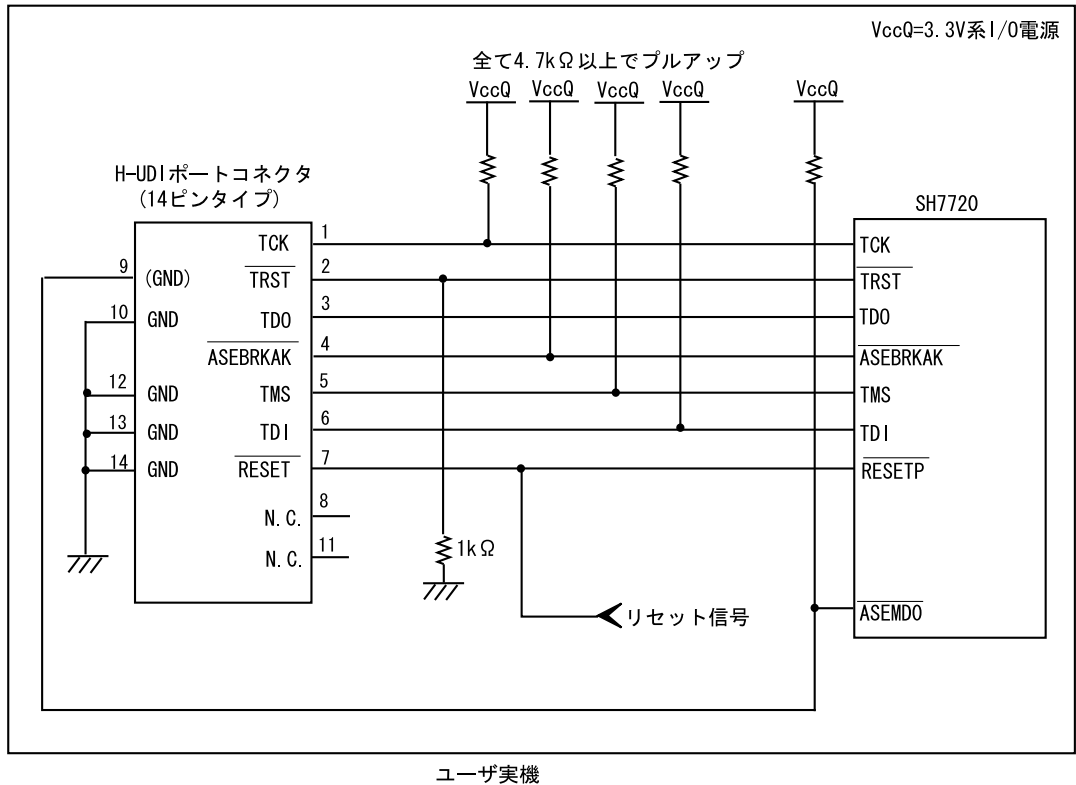 VccQ=3.3V系I/O電源
全て4.7kΩ以上でプルアップ
VccQ VccQ VccQ VccQ VccQ
H-UDIポートコネクタ
(14ピンタイプ)
SH7720
TCK 1 TCK
9 (GND) TRST 2 TRST
10 GND TDO 3 TDO
ASEBRKAK 4 ASEBRKAK
12 GND TMS 5 TMS
13 GND TDI 6 TDI
14 GND RESET 7 RESETP
N.C. 8
N.C. 11
1kΩ
リセット信号
ASEMD0
ユーザ実機